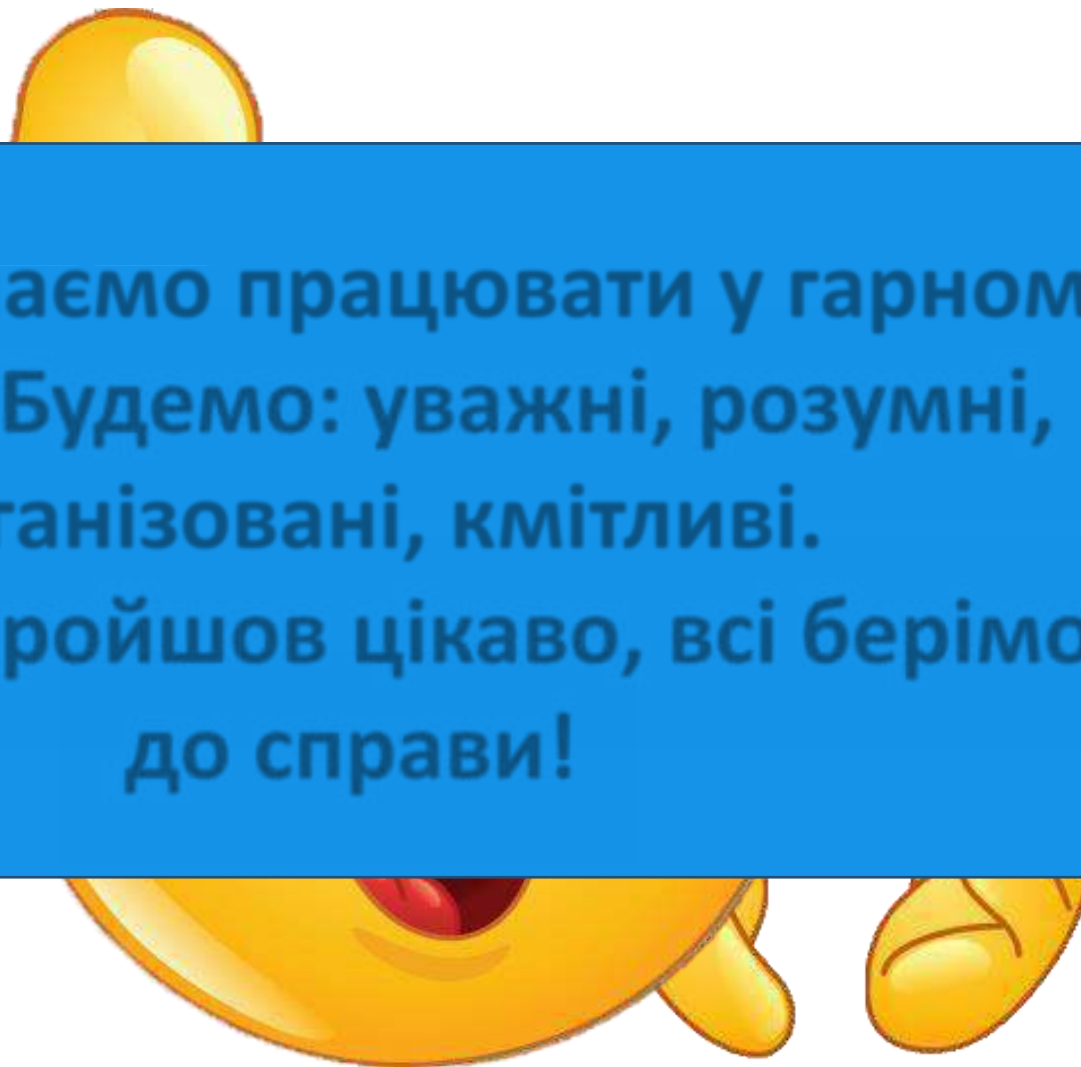 аємо працювати у гарном
Будемо: уважні, розумні,
ганізовані, кмітливі.
ройшов цікаво, всі берімо
до справи!